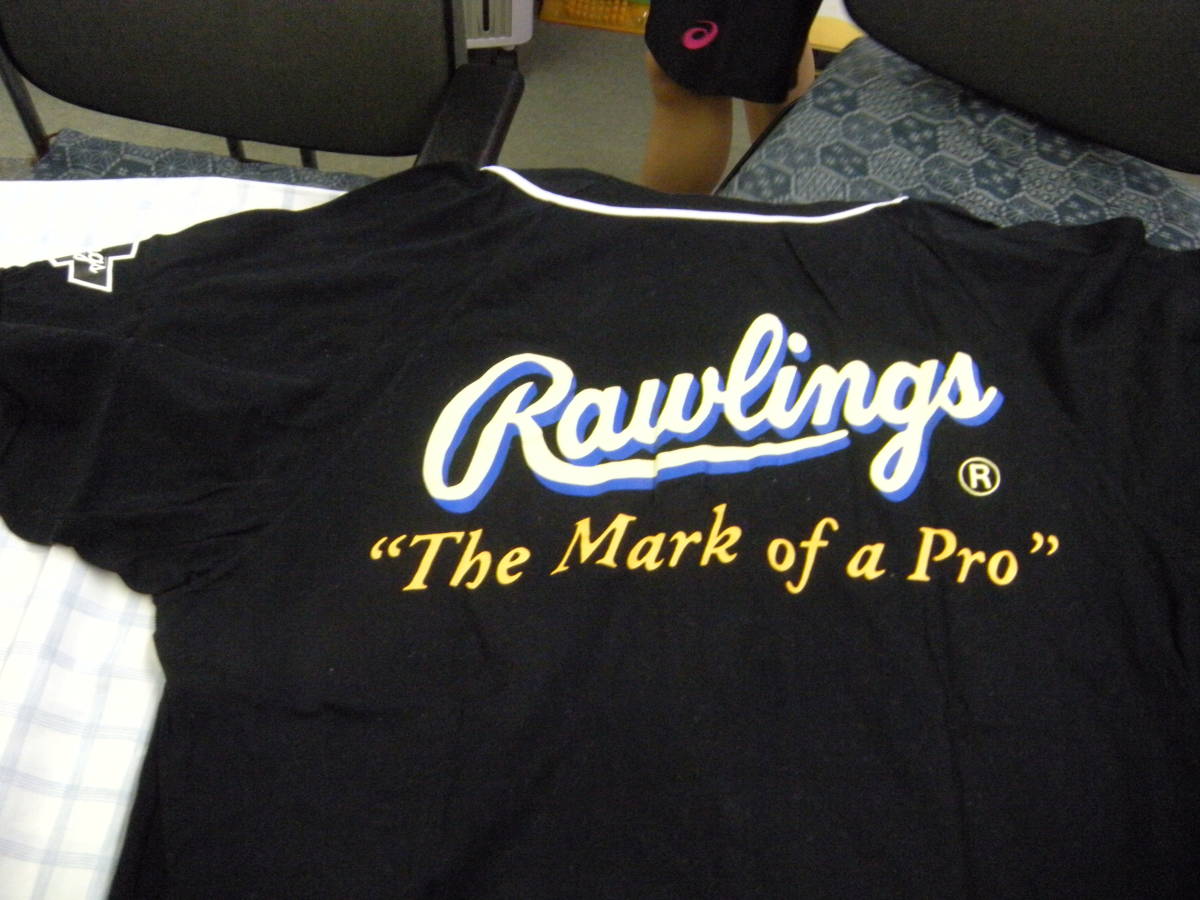 Rawlings
®
“The Mark of a Pro”